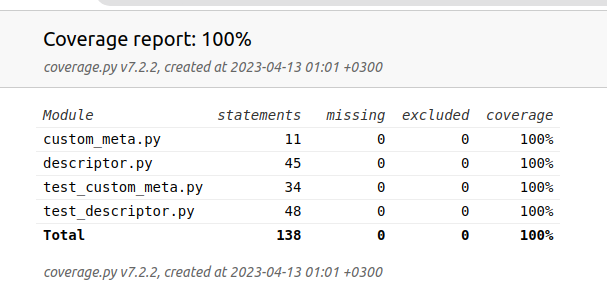 Coverage report: 100%
coverage.py v7.2.2, created at 2023-04-13 01:01 +0300
Module statements missing excluded coverage
custom_meta.py 11 0 0 100%
descriptor.py 45 0 0 100%
test_custom_meta.py 34 0 0 100%
test_descriptor.py 48 0 0 100%
Total 138 0 0 100%
coverage.py v7.2.2, created at 2023-04-13 01:01 +0300